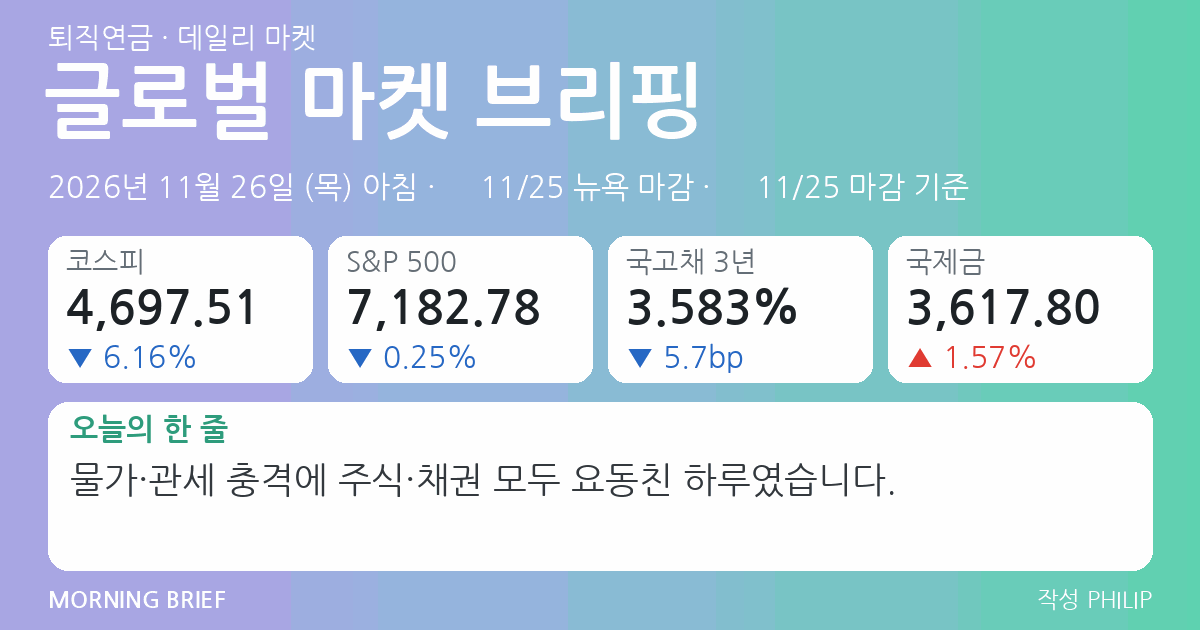 퇴직연금 · 데일리 마켓
글로벌 마켓 브리핑
2026년 11월 26일 (목) 아침 · 11/25 뉴욕 마감 · 11/25 마감 기준
코스피
4,697.51
▼ 6.16%
S&P 500
7,182.78
▼ 0.25%
국고채 3년
3.583%
▼ 5.7bp
국제금
3,617.80
▲ 1.57%
오늘의 한 줄
물가·관세 충격에 주식·채권 모두 요동친 하루였습니다.
MORNING BRIEF
작성 PHILIP